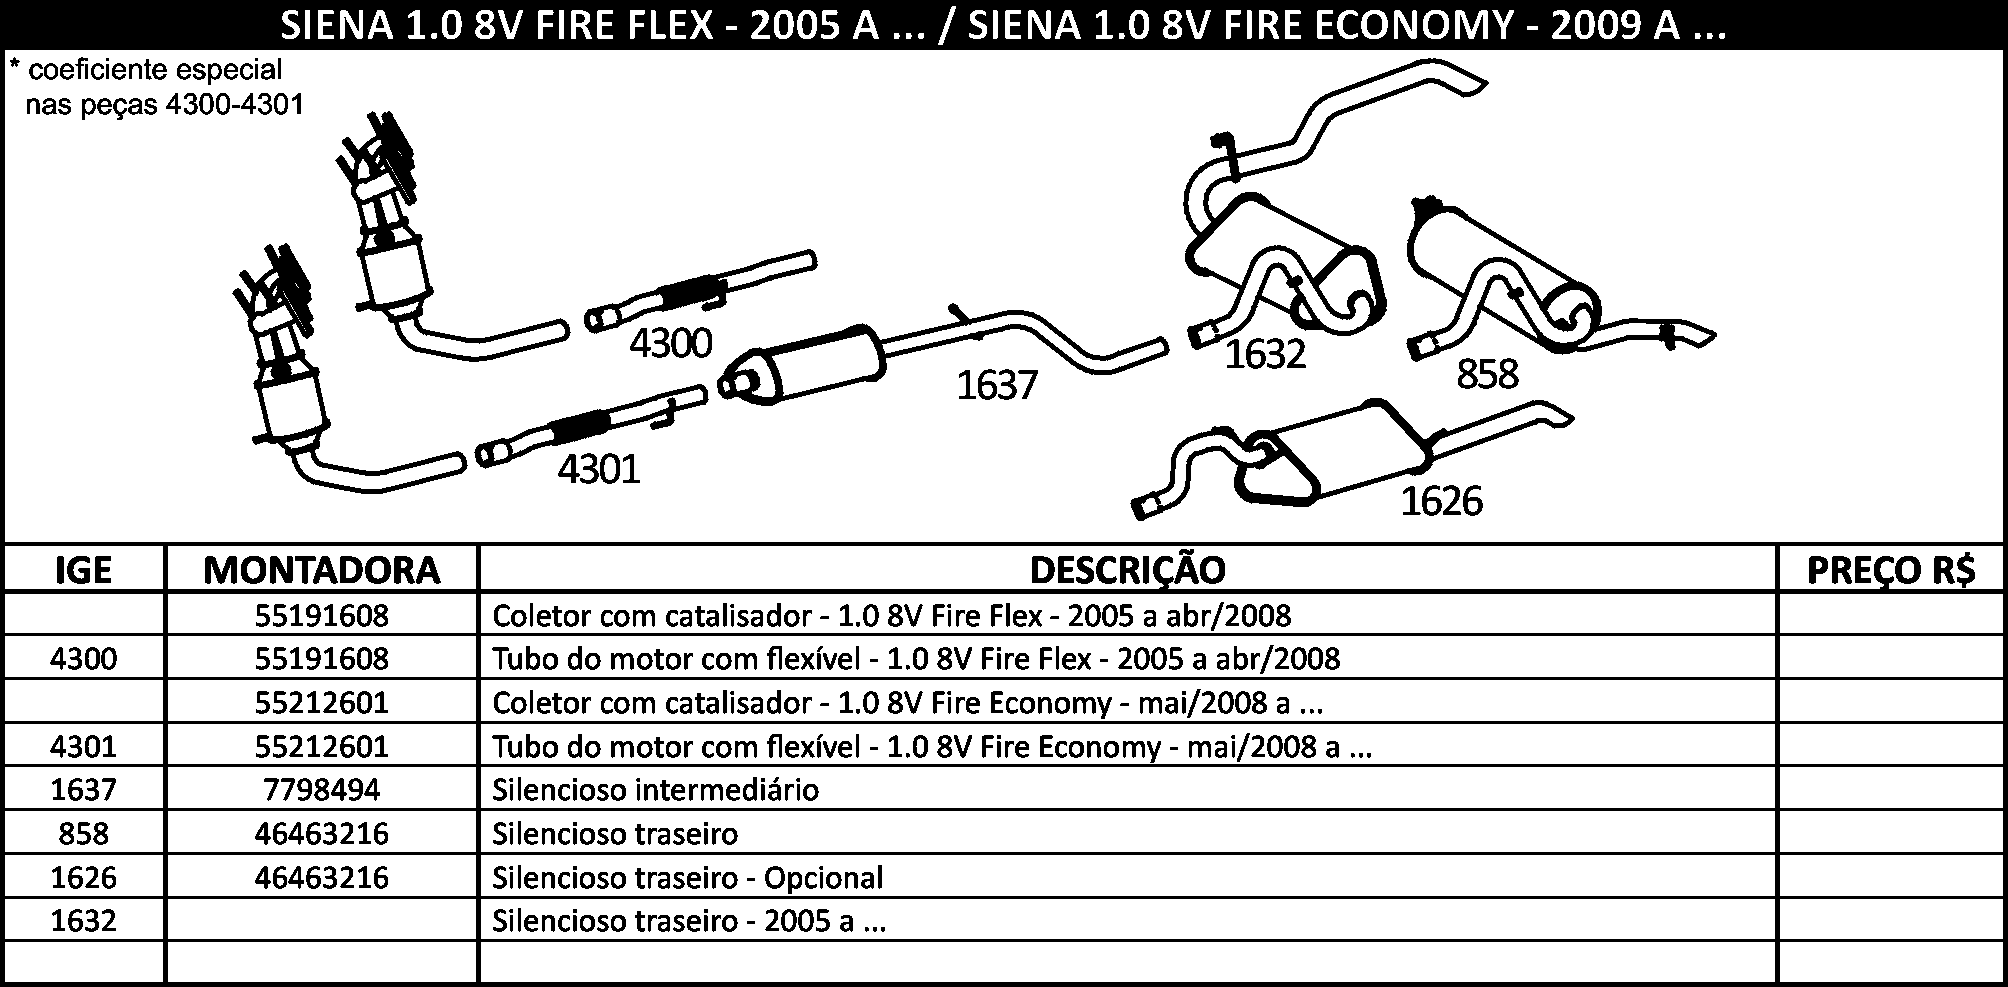 SIENA 1.0 8V FIRE FLEX - 2005 A ... / SIENA 1.0 8V FIRE ECONOMY - 2009 A ...
* coeficiente especial
nas peças 4300-4301
4300
4301
1637
1632
858
1626
IGE MONTADORA DESCRIÇÃO PREÇO R$
55191608 Coletor com catalisador - 1.0 8V Fire Flex - 2005 a abr/2008
4300 55191608 Tubo do motor com flexível - 1.0 8V Fire Flex - 2005 a abr/2008
55212601 Coletor com catalisador - 1.0 8V Fire Economy - mai/2008 a ...
4301 55212601 Tubo do motor com flexível - 1.0 8V Fire Economy - mai/2008 a ...
1637 7798494 Silencioso intermediário
858 46463216 Silencioso traseiro
1626 46463216 Silencioso traseiro - Opcional
1632 Silencioso traseiro - 2005 a ...